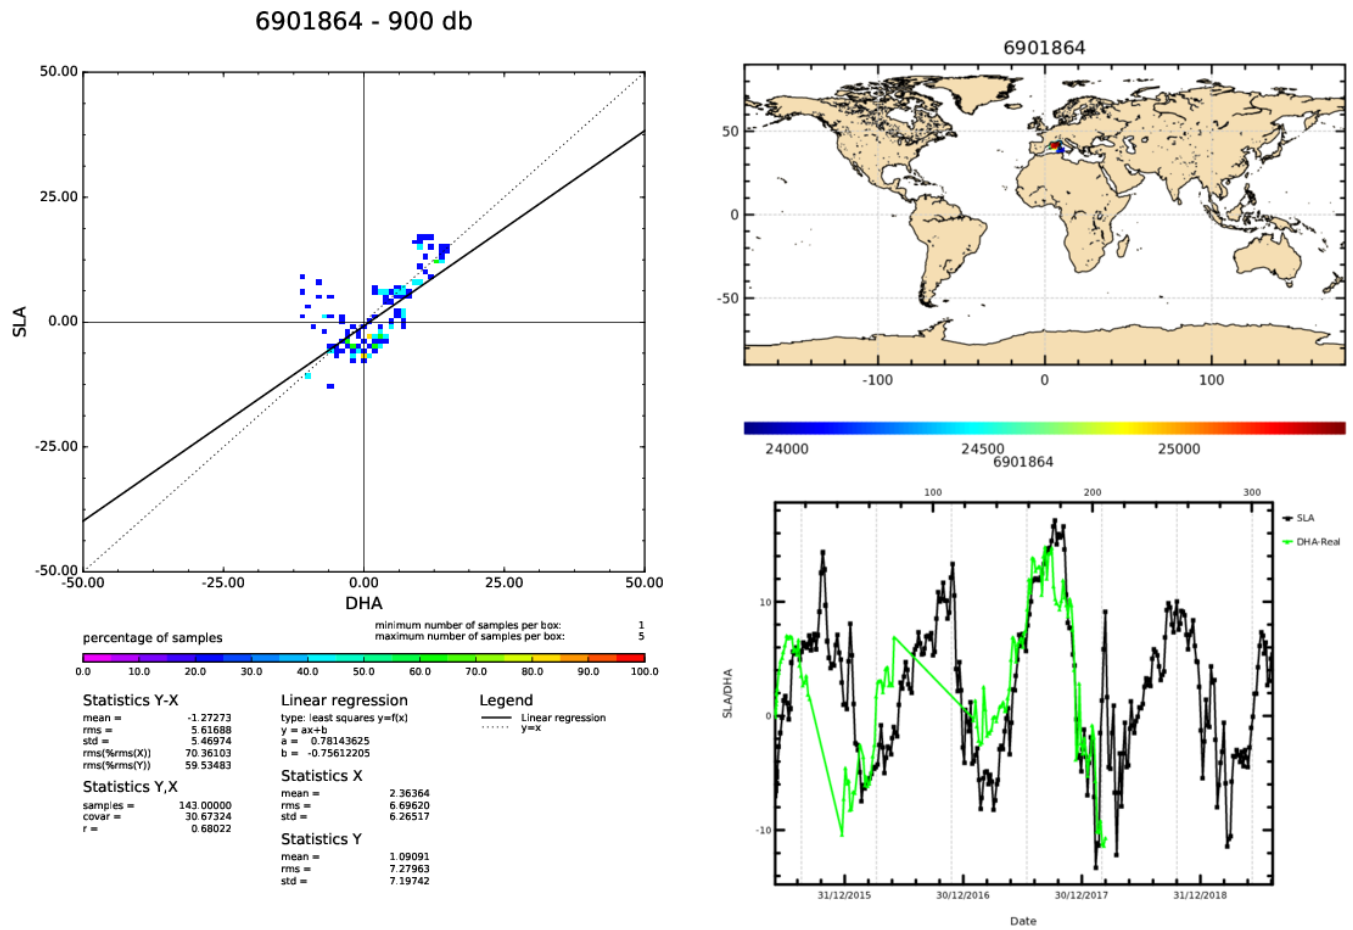 6901864 - 900 db
50.00
25.00
0.00
-25.00
-50.00
SLA
-50.00 -25.00 0.00 25.00 50.00
DHA
minimum number of samples per box: 1
maximum number of samples per box: 5
percentage of samples
0.0 10.0 20.0 30.0 40.0 50.0 60.0 70.0 80.0 90.0 100.0
Statistics Y-X
mean = -1.27273
rms = 5.61688
std = 5.46974
rms(%rms(X)) 70.36103
rms(%rms(Y)) 59.53483
Statistics Y,X
samples = 143.00000
covar = 30.67324
r = 0.68022
Linear regression
type: least squares y=f(x)
y = ax+b
a = 0.78143625
b = -0.75612205
Statistics X
mean = 2.36364
rms = 6.69620
std = 6.26517
Statistics Y
mean = 1.09091
rms = 7.27963
std = 7.19742
Legend
Linear regression
y=x
6901864
50
0
-50
-100 0 100
24000 24500 25000
6901864
100 200 300
10
0
-10
SLA/DHA
31/12/2015 30/12/2016 30/12/2017 31/12/2018
Date
SLA
DHA-Real